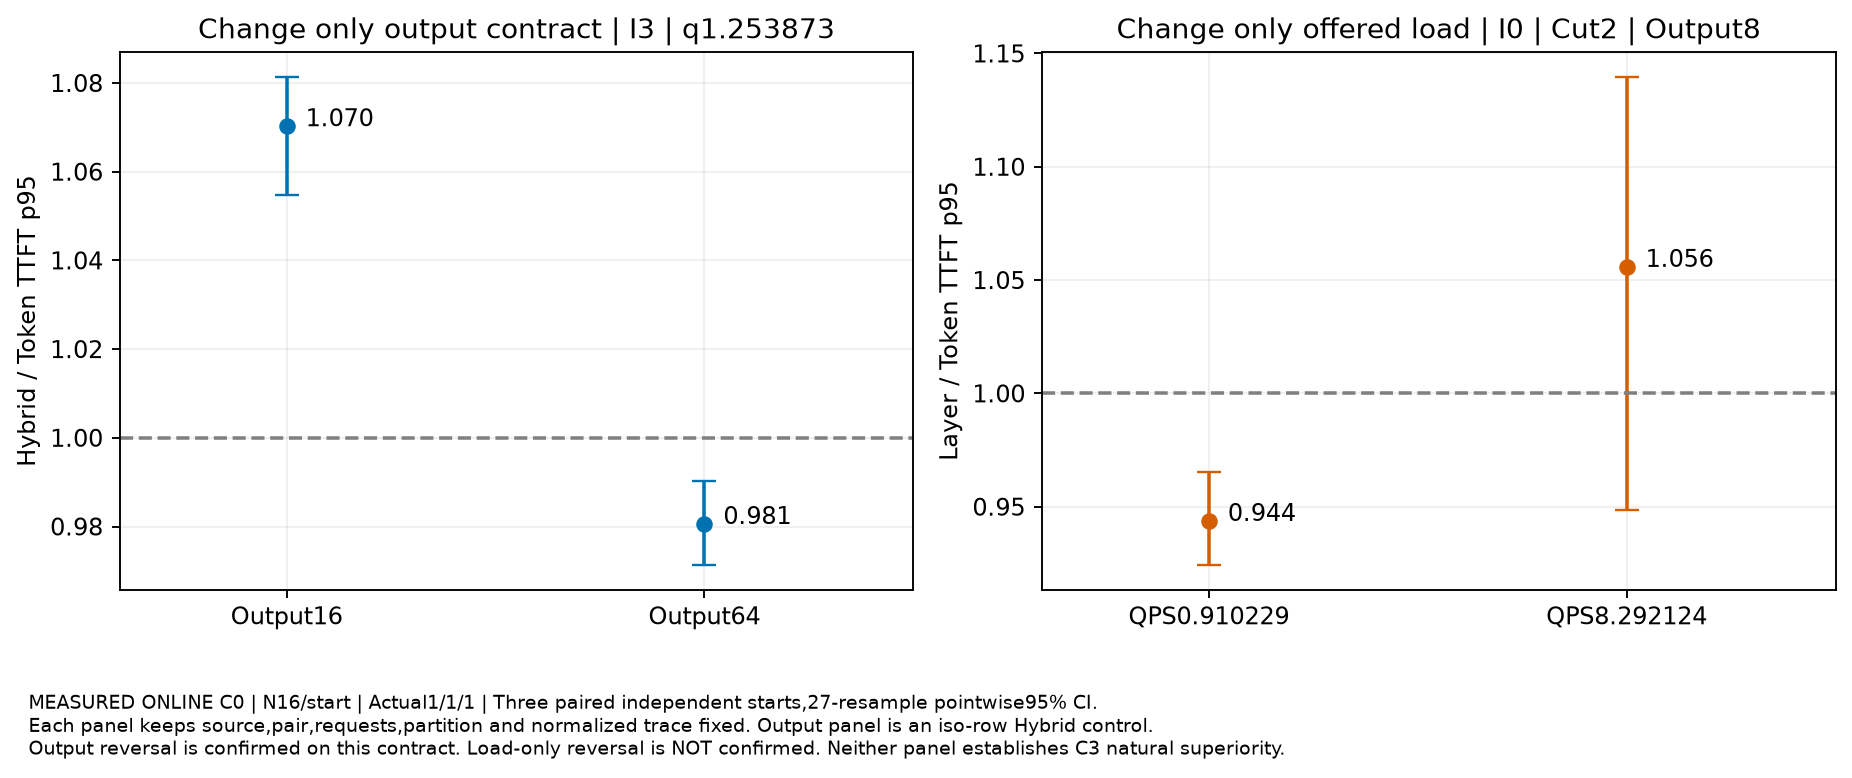 Change only output contract | I3 | q1.253873
Hybrid / Token TTFT p95
1.08
1.06
1.04
1.02
1.00
0.98
1.070
0.981
Output16
Output64
Change only offered load | I0 | Cut2 | Output8
Layer / Token TTFT p95
1.15
1.10
1.05
1.00
0.95
1.056
0.944
QPS0.910229
QPS8.292124
MEASURED ONLINE C0 | N16/start | Actual1/1/1 | Three paired independent starts,27-resample pointwise95% CI.
Each panel keeps source,pair,requests,partition and normalized trace fixed. Output panel is an iso-row Hybrid control.
Output reversal is confirmed on this contract. Load-only reversal is NOT confirmed. Neither panel establishes C3 natural superiority.